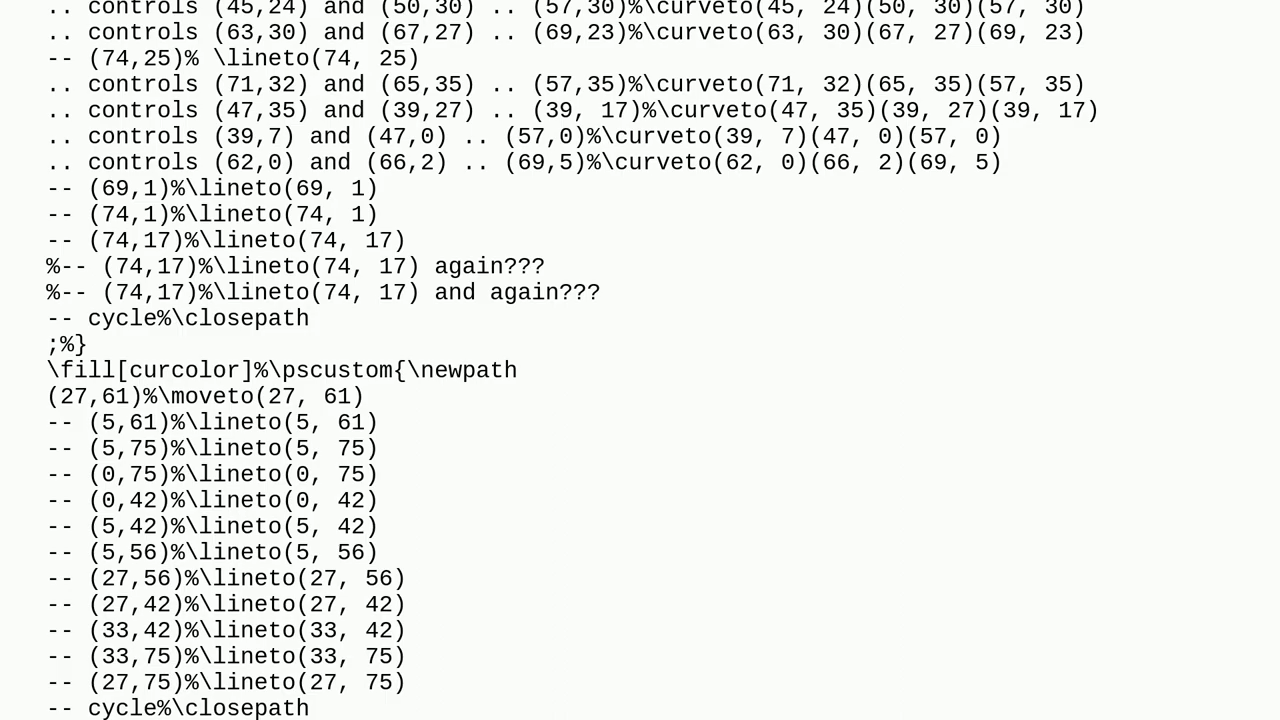 .. controls (45,24) and (50,30) .. (57,30)%\curveto(45, 24)(50, 30)(57, 30)
.. controls (63,30) and (67,27) .. (69,23)%\curveto(63, 30)(67, 27)(69, 23)
-- (74,25)% \lineto(74, 25)
.. controls (71,32) and (65,35) .. (57,35)%\curveto(71, 32)(65, 35)(57, 35)
.. controls (47,35) and (39,27) .. (39, 17)%\curveto(47, 35)(39, 27)(39, 17)
.. controls (39,7) and (47,0) .. (57,0)%\curveto(39, 7)(47, 0)(57, 0)
.. controls (62,0) and (66,2) .. (69,5)%\curveto(62, 0)(66, 2)(69, 5)
-- (69,1)%\lineto(69, 1)
-- (74,1)%\lineto(74, 1)
-- (74,17)%\lineto(74, 17)
%-- (74,17)%\lineto(74, 17) again???
%-- (74,17)%\lineto(74, 17) and again???
-- cycle%\closepath
;%}
\fill[curcolor]%\pscustom{\newpath
(27,61)%\moveto(27, 61)
-- (5,61)%\lineto(5, 61)
-- (5,75)%\lineto(5, 75)
-- (0,75)%\lineto(0, 75)
-- (0,42)%\lineto(0, 42)
-- (5,42)%\lineto(5, 42)
-- (5,56)%\lineto(5, 56)
-- (27,56)%\lineto(27, 56)
-- (27,42)%\lineto(27, 42)
-- (33,42)%\lineto(33, 42)
-- (33,75)%\lineto(33, 75)
-- (27,75)%\lineto(27, 75)
-- cycle%\closepath